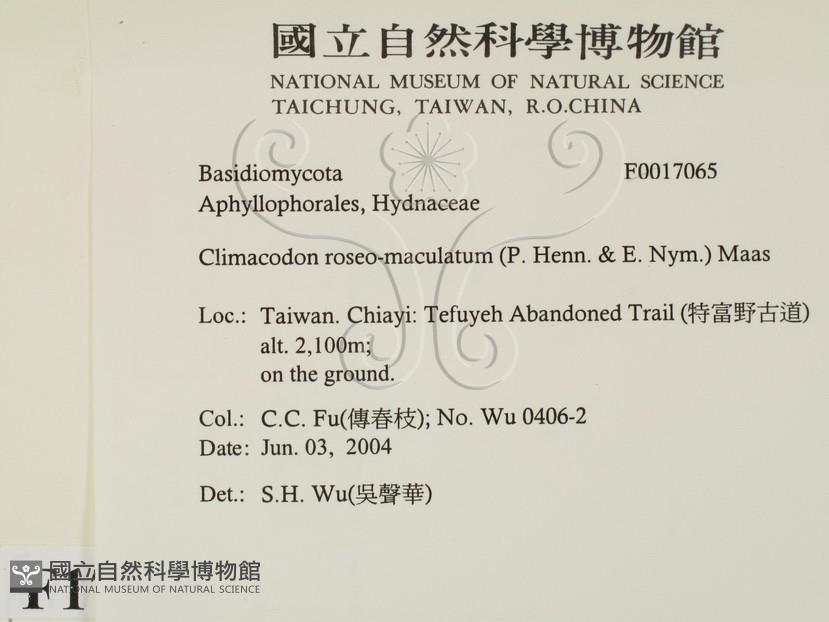 國立自然科學博物館
NATIONAL MUSEUM OF NATURAL SCIENCE
TAICHUNG, TAIWAN, R.O.CHINA
Basidiomycota F0017065
Aphyllophorales, Hydnaceae
Climacodon roseo-maculatum (P. Henn. & E. Nym.) Maas
Loc.: Taiwan. Chiayi: Tefuyeh Abandoned Trail (特富野古道)
alt. 2,100m;
on the ground.
Col.: C.C. Fu(傅春枝); No. Wu 0406-2
Date: Jun. 03, 2004
Det.: S.H. Wu(吳聲華)
國立自然科學博物館
NATIONAL MUSEUM OF NATURAL SCIENCE